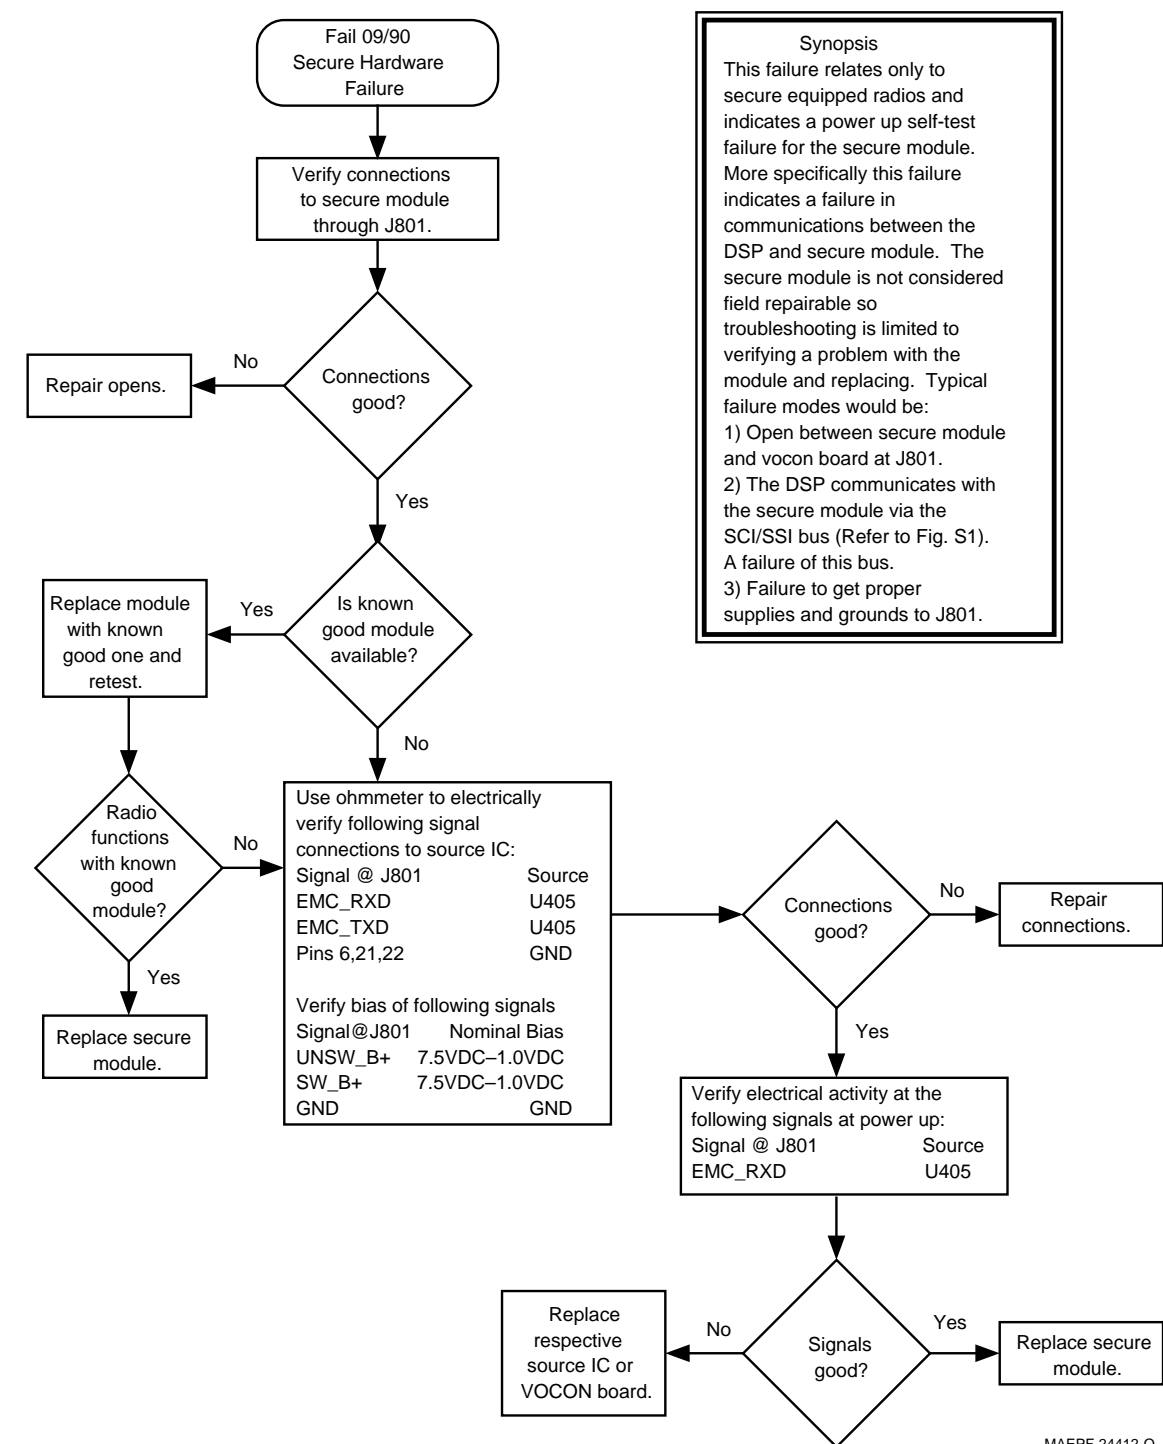 Fail 09/90
Secure Hardware
Failure
Verify connections
to secure module
through J801.
Connections
good?
No
Repair opens.
Yes
Is known
good module
available?
Yes
Replace module
with known
good one and
retest.
No
Radio
functions
with known
good
module?
No
Yes
Replace secure
module.
Use ohmmeter to electrically
verify following signal
connections to source IC:
Signal @ J801 Source
EMC_RXD U405
EMC_TXD U405
Pins 6,21,22 GND
Verify bias of following signals
Signal@J801 Nominal Bias
UNSW_B+ 7.5VDC–1.0VDC
SW_B+ 7.5VDC–1.0VDC
GND GND
Connections
good?
No
Repair
connections.
Yes
Verify electrical activity at the
following signals at power up:
Signal @ J801 Source
EMC_RXD U405
Signals
good?
No
Replace
respective
source IC or
VOCON board.
Yes
Replace secure
module.
Synopsis
This failure relates only to
secure equipped radios and
indicates a power up self-test
failure for the secure module.
More specifically this failure
indicates a failure in
communications between the
DSP and secure module. The
secure module is not considered
field repairable so
troubleshooting is limited to
verifying a problem with the
module and replacing. Typical
failure modes would be:
1) Open between secure module
and vocon board at J801.
2) The DSP communicates with
the secure module via the
SCI/SSI bus (Refer to Fig. S1).
A failure of this bus.
3) Failure to get proper
supplies and grounds to J801.